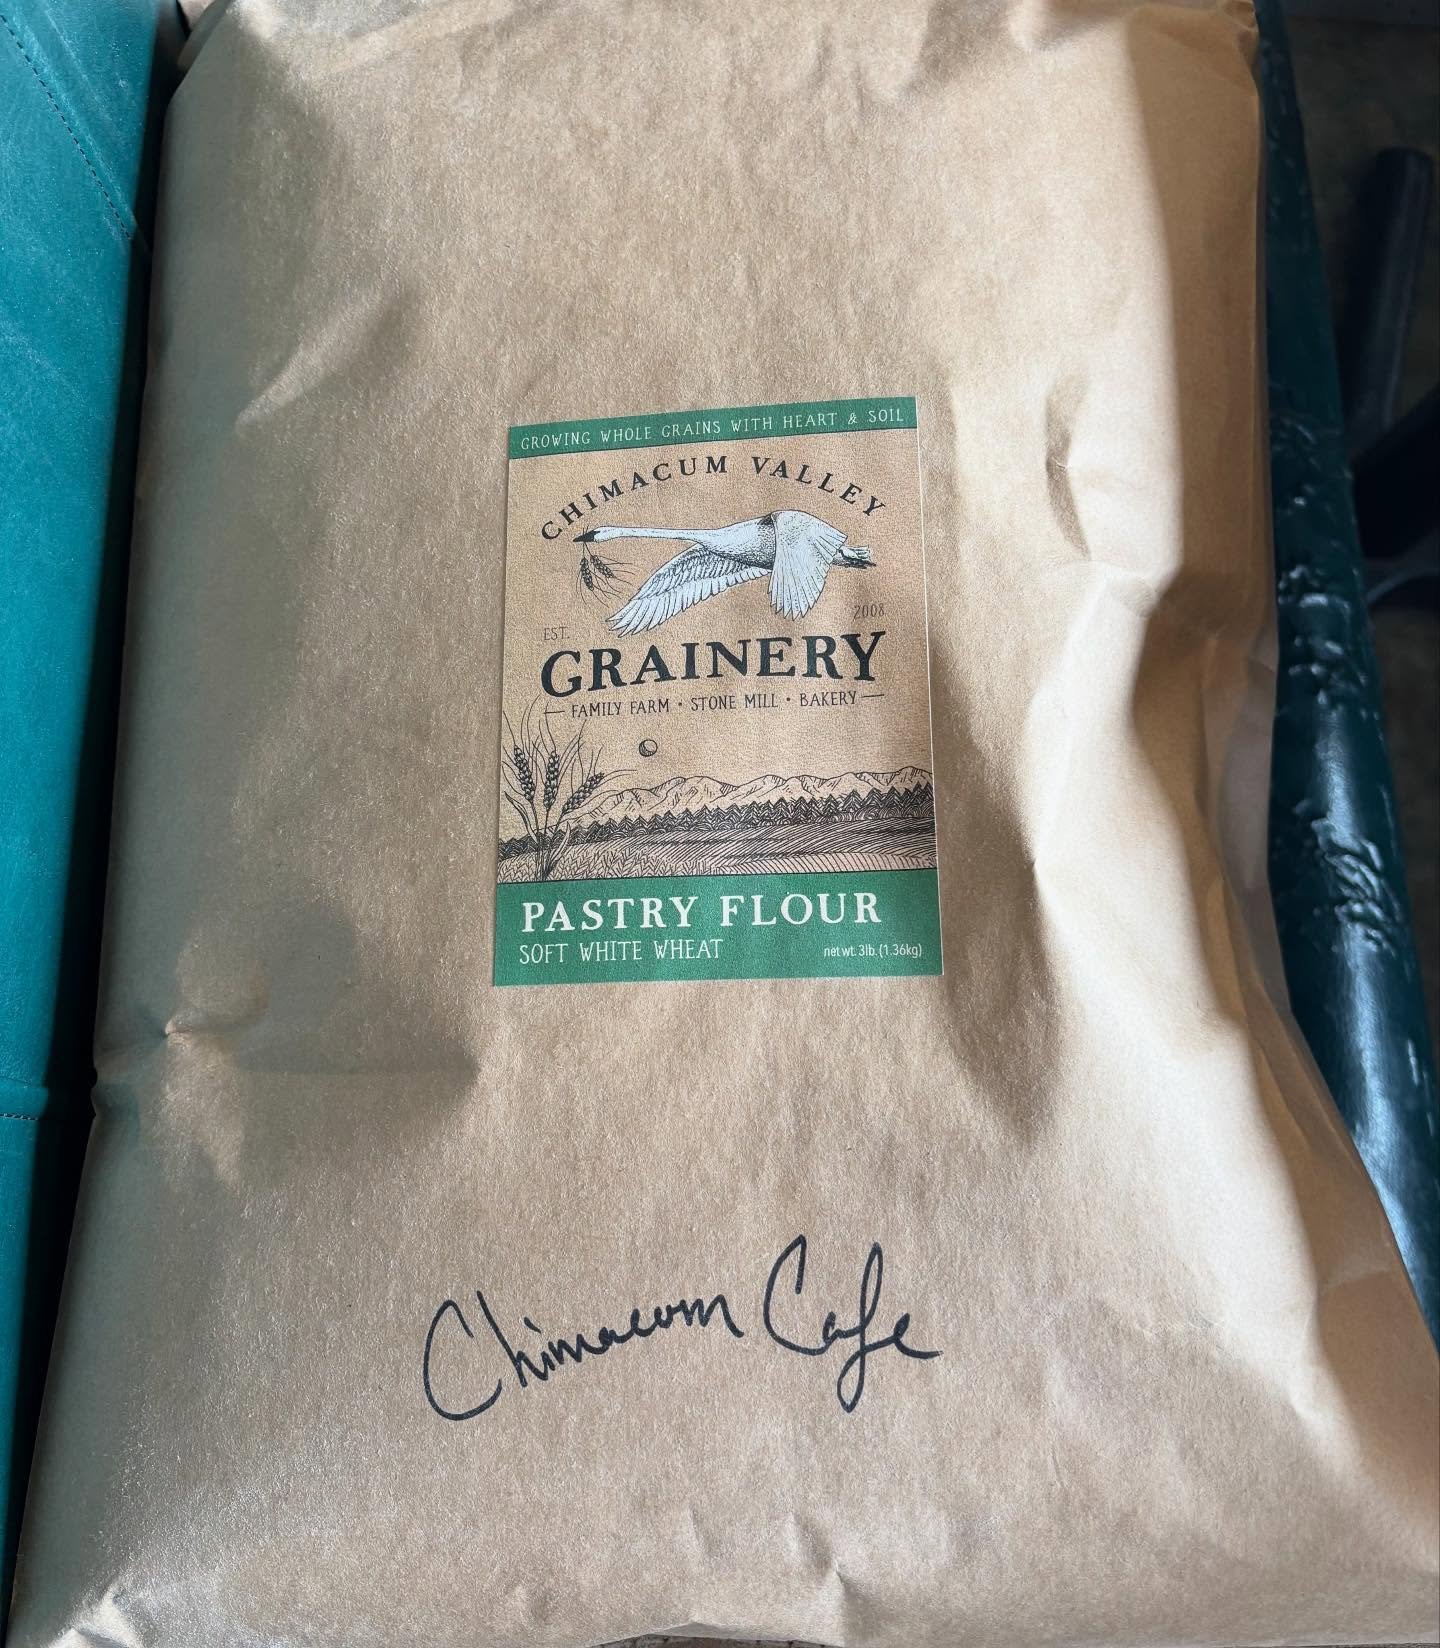 GROWING WHOLE GRAINS WITH HEART & SOIL
CHIMACUM VALLEY
EST. 2008
GRAINERY
FAMILY FARM • STONE MILL • BAKERY
PASTRY FLOUR
SOFT WHITE WHEAT net wt. 3lb. (1.36kg)
Chimacum Cafe